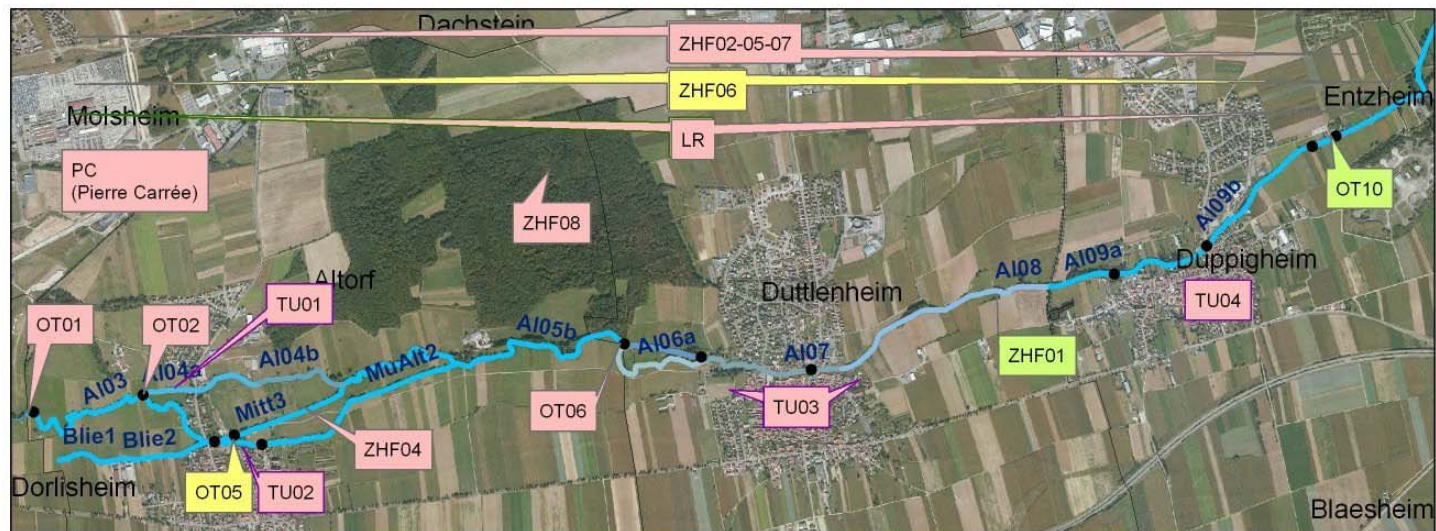 Dachstein
ZHF02-05-07
ZHF06
Entzheim
Molsheim
LR
PC
(Pierre Carrée)
OT10
ZHF08
Al09b
Altorf
Duttlenheim
Al08
Al09a
Duppigheim
TU01
TU04
OT01
OT02
Al05b
Al06a
Al04a
Al04b
MuAlt2
Al07
ZHF01
Al03
Mitt3
OT06
TU03
Blie1
Blie2
ZHF04
Dorlisheim
OT05
TU02
Blaesheim